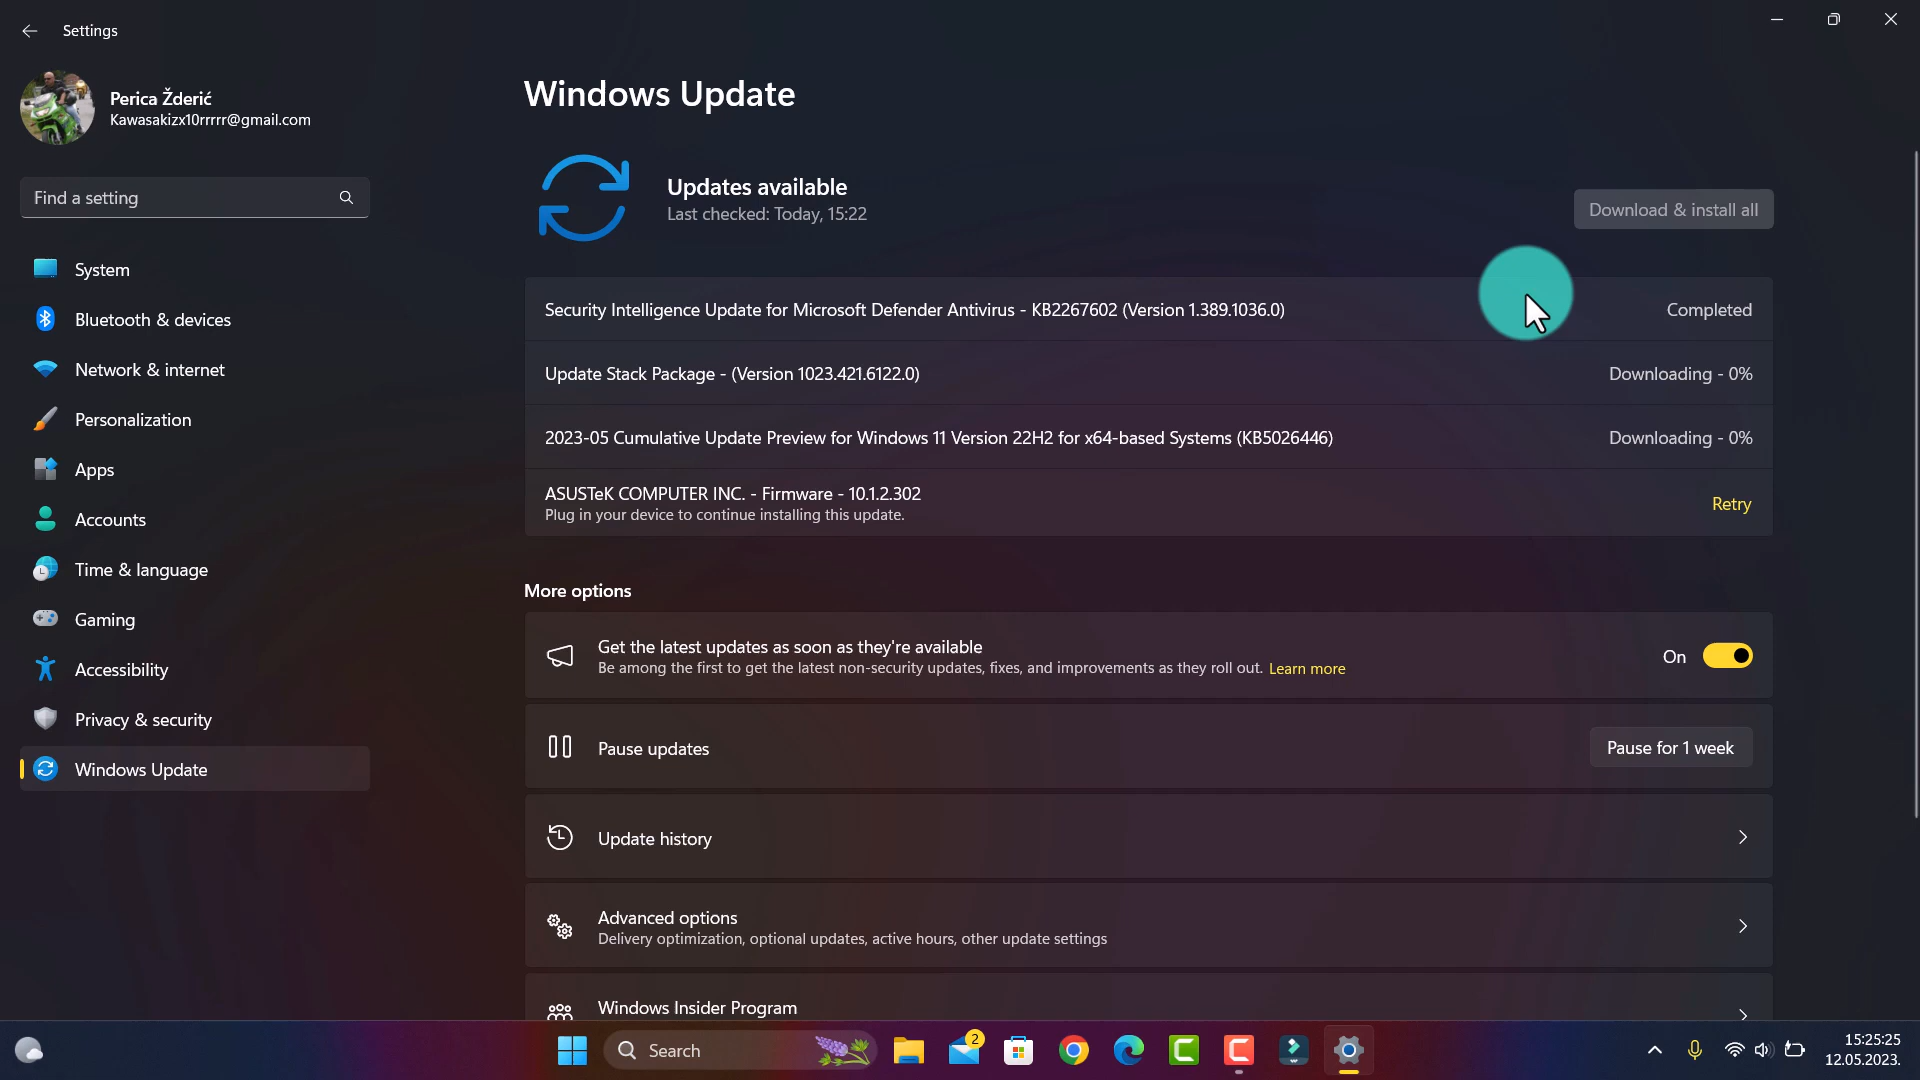 Settings
Perica Žderić
Kawasakizx10rrrrr@gmail.com
Find a setting
System
Bluetooth & devices
Network & internet
Personalization
Apps
Accounts
Time & language
Gaming
Accessibility
Privacy & security
Windows Update
Windows Update
Updates available
Last checked: Today, 15:22
Download & install all
Security Intelligence Update for Microsoft Defender Antivirus - KB2267602 (Version 1.389.1036.0)
Completed
Update Stack Package - (Version 1023.421.6122.0)
Downloading - 0%
2023-05 Cumulative Update Preview for Windows 11 Version 22H2 for x64-based Systems (KB5026446)
Downloading - 0%
ASUSTeK COMPUTER INC. - Firmware - 10.1.2.302
Plug in your device to continue installing this update.
Retry
More options
Get the latest updates as soon as they're available
Be among the first to get the latest non-security updates, fixes, and improvements as they roll out. Learn more
On
Pause updates
Pause for 1 week
Update history
Advanced options
Delivery optimization, optional updates, active hours, other update settings
Windows Insider Program
Search
2
15:25:25
12.05.2023.